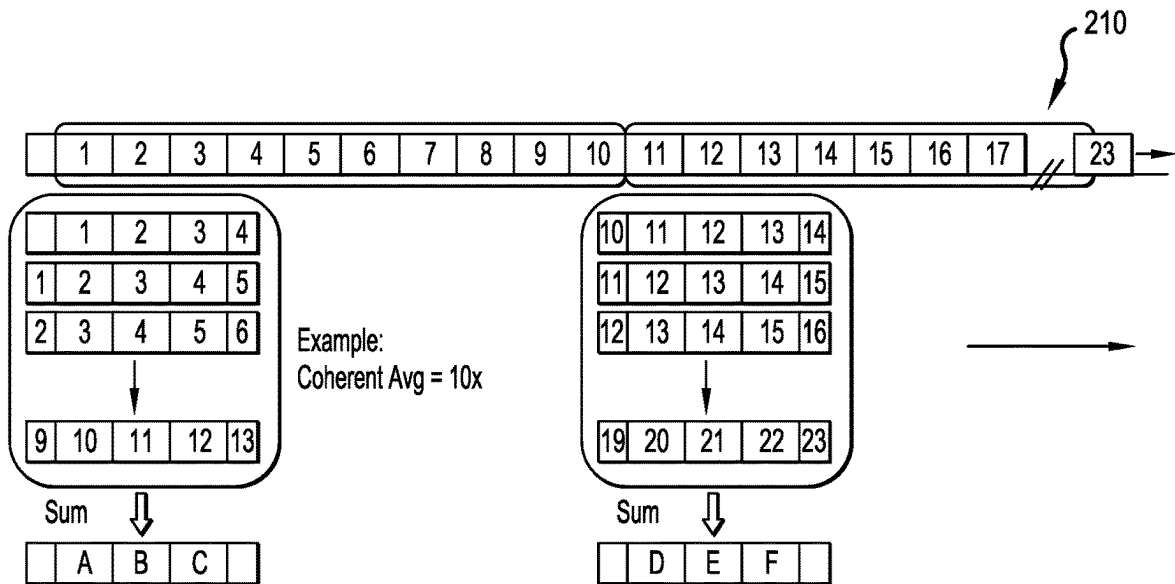 210
1 2 3 4 5 6 7 8 9 10 11 12 13 14 15 16 17 23
1 2 3 4
1 2 3 4 5
2 3 4 5 6
9 10 11 12 13
Example:
Coherent Avg = 10x
10 11 12 13 14
11 12 13 14 15
12 13 14 15 16
19 20 21 22 23
Sum
A B C
Sum
D E F